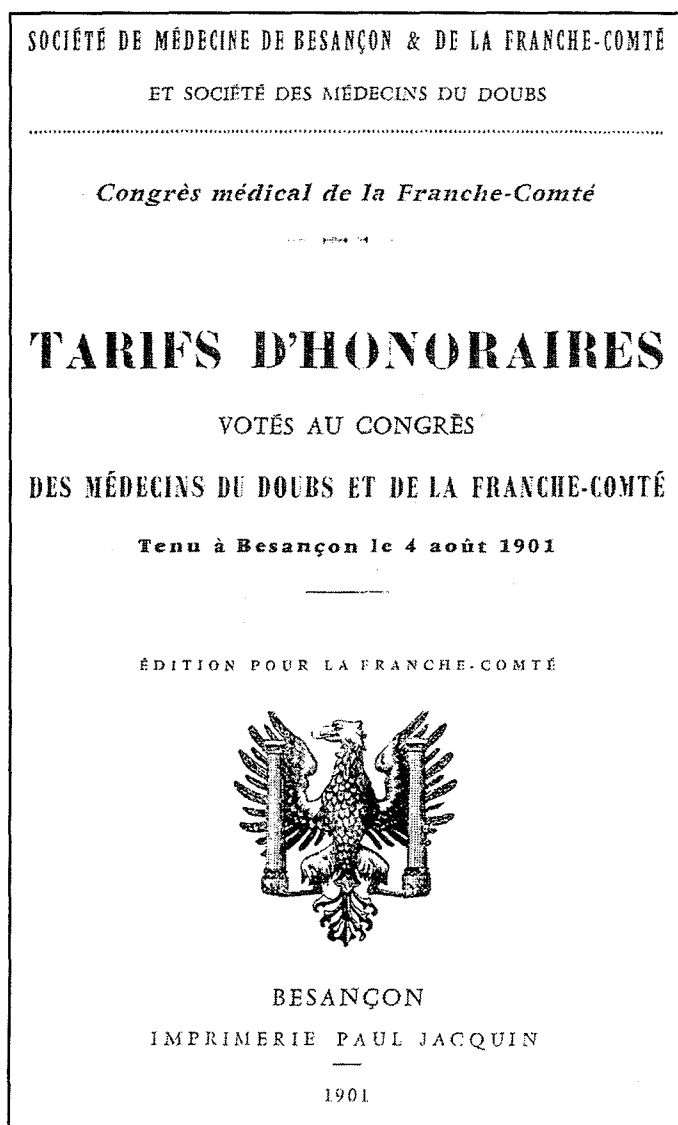 SOCIÉTÉ DE MÉDECINE DE BESANÇON & DE LA FRANCHE-COMTÉ
ET SOCIÉTÉ DES MÉDECINS DU DOUBS
Congrès médical de la Franche-Comté
TARIFS D'HONORAIRES
VOTÉS AU CONGRÈS
DES MÉDECINS DU DOUBS ET DE LA FRANCHE-COMTÉ
Tenu à Besançon le 4 août 1901
ÉDITION POUR LA FRANCHE-COMTÉ
BESANÇON
IMPRIMERIE PAUL JACQUIN
1901